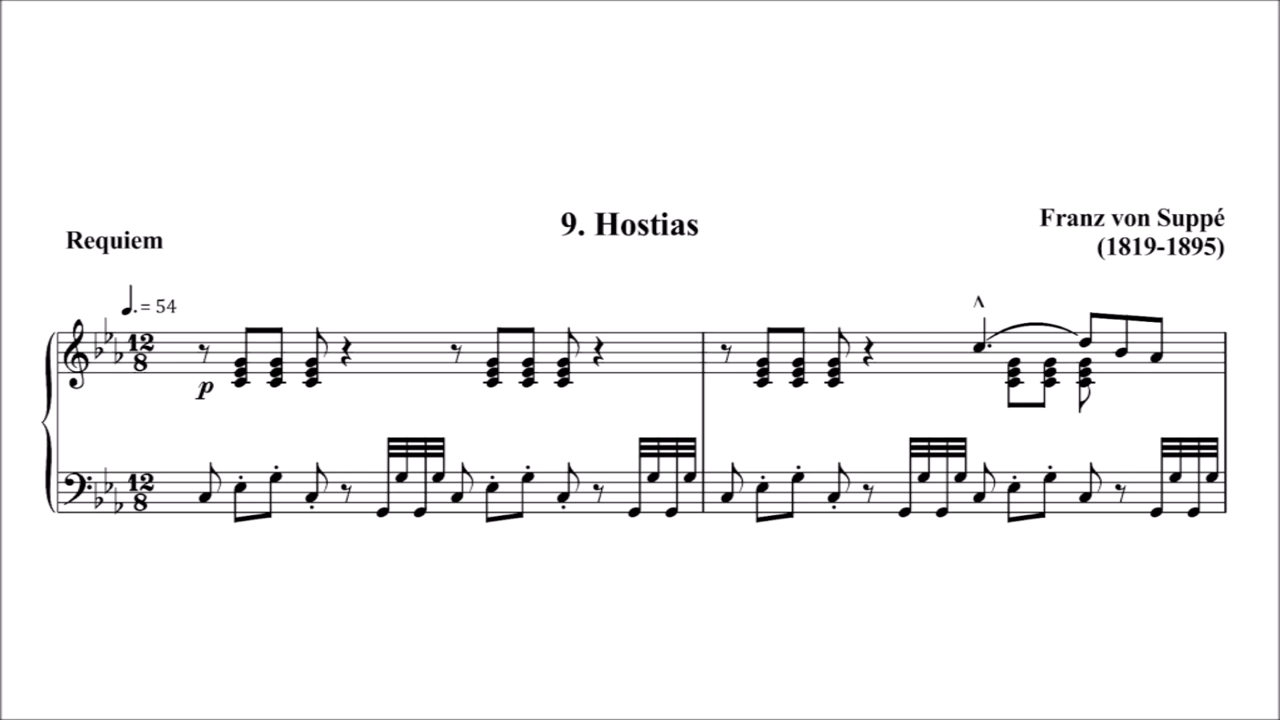 9. Hostias
Requiem
Franz von Suppé
(1819-1895)
♩. = 54
12
8
p
12
8